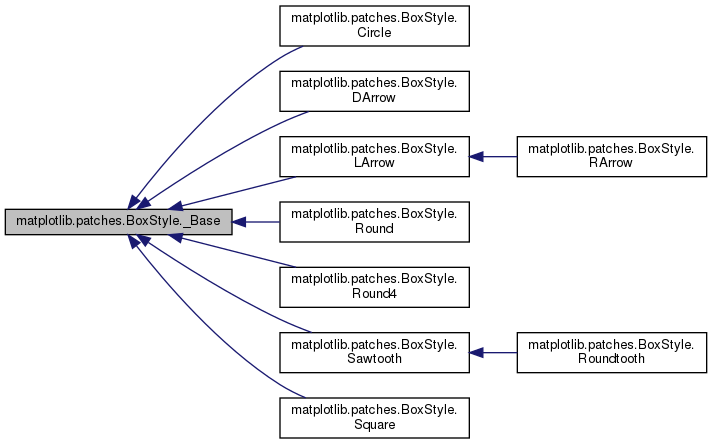 matplotlib.patches.BoxStyle.
Circle
matplotlib.patches.BoxStyle.
DArrow
matplotlib.patches.BoxStyle.
LArrow
matplotlib.patches.BoxStyle.
RArrow
matplotlib.patches.BoxStyle._Base
matplotlib.patches.BoxStyle.
Round
matplotlib.patches.BoxStyle.
Round4
matplotlib.patches.BoxStyle.
Sawtooth
matplotlib.patches.BoxStyle.
Roundtooth
matplotlib.patches.BoxStyle.
Square